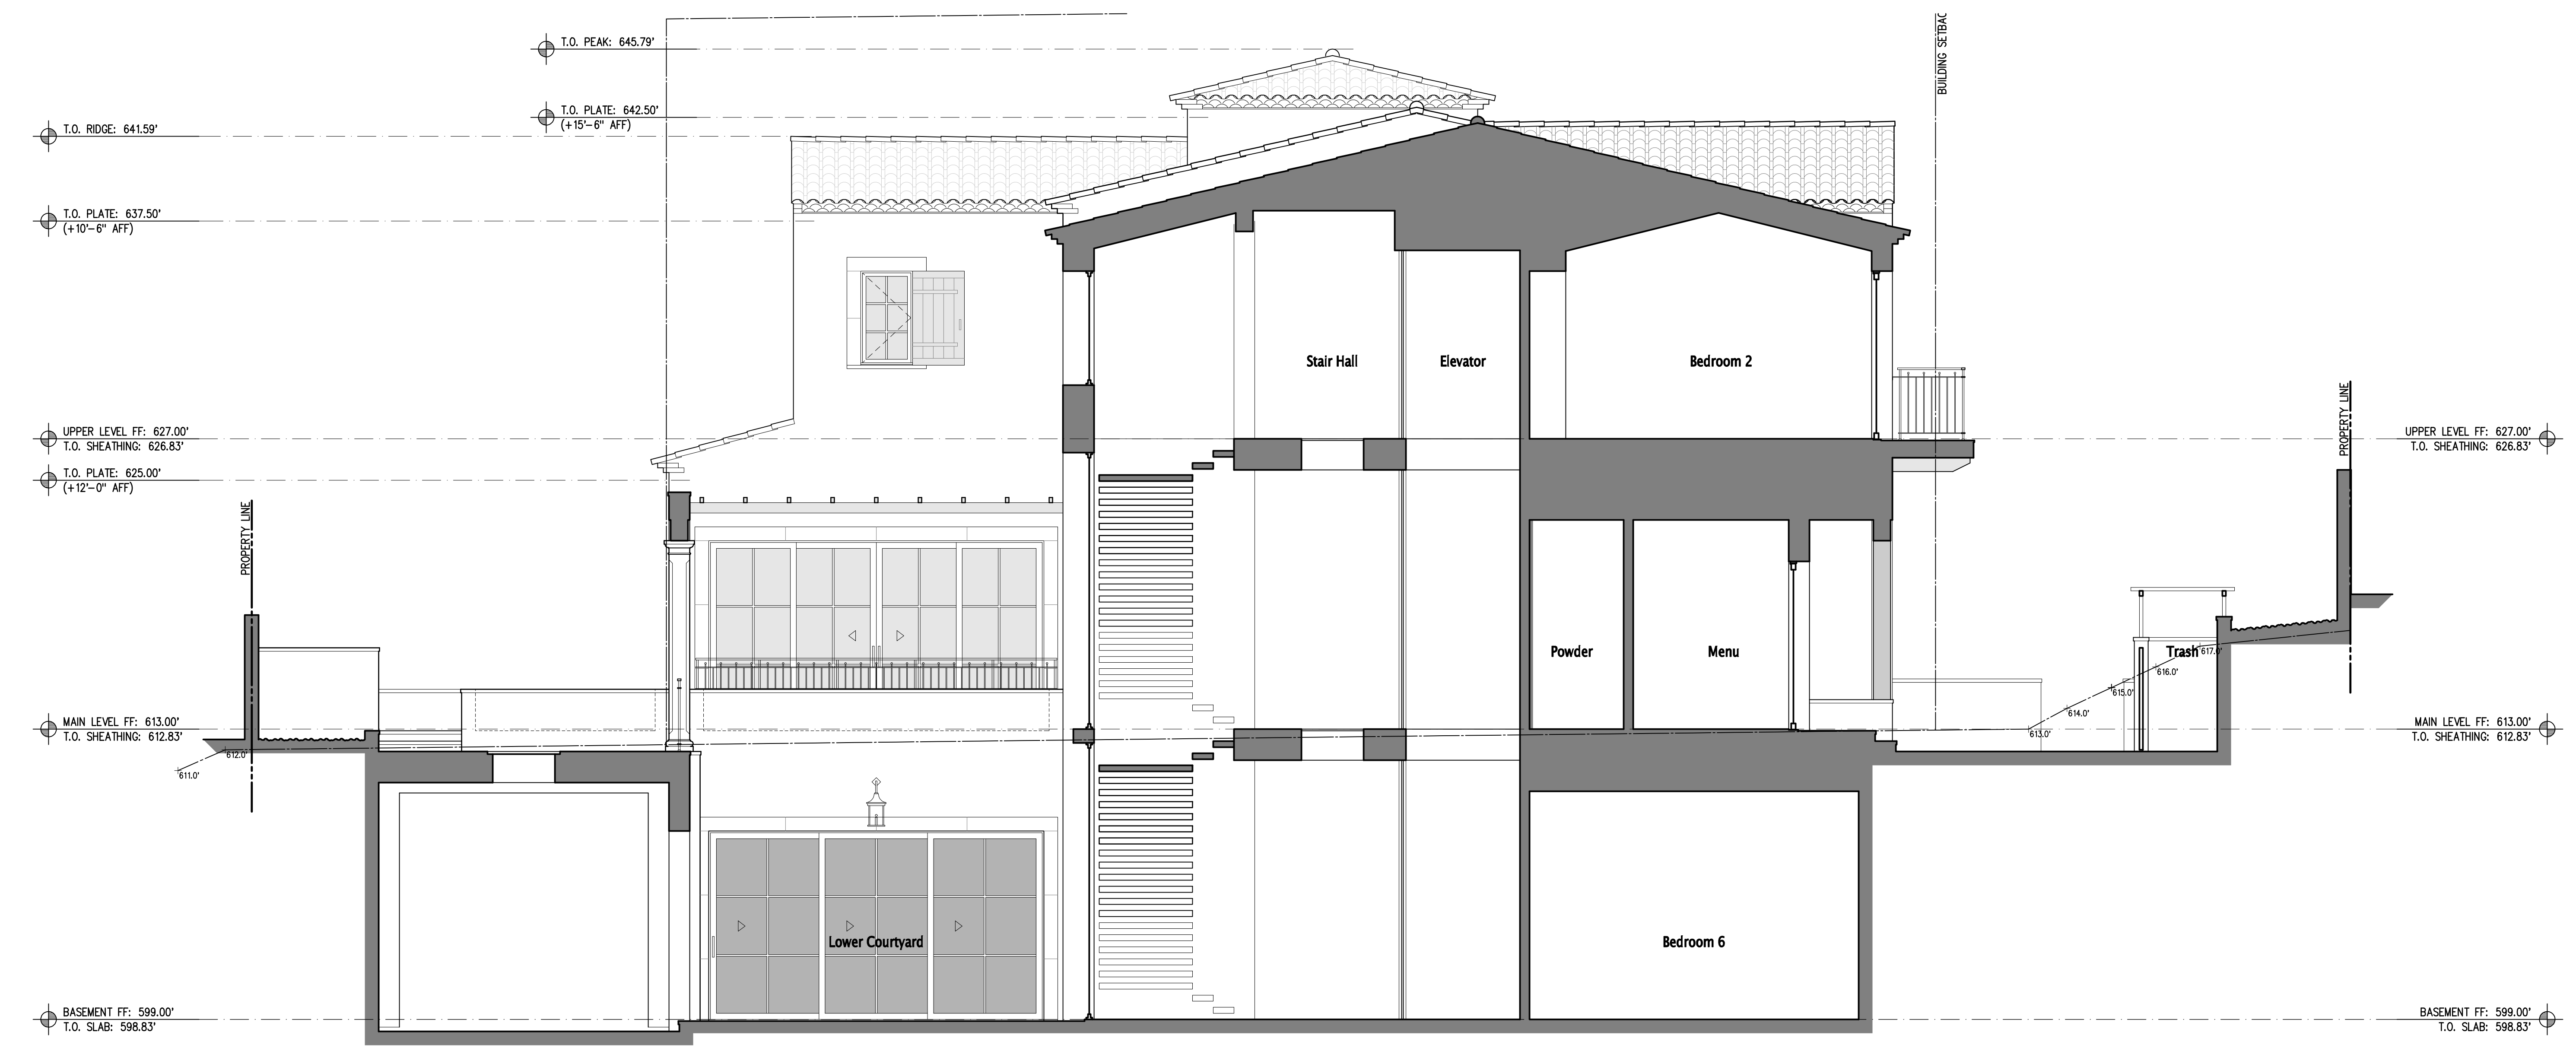 T.O. PEAK: 645.79'
BUILDING SETBAC
T.O. PLATE: 642.50'
(+15'-6" AFF)
T.O. RIDGE: 641.59'
T.O. PLATE: 637.50'
(+10'-6" AFF)
Stair Hall
Elevator
Bedroom 2
UPPER LEVEL FF: 627.00'
T.O. SHEATHING: 626.83'
PROPERTY LINE
UPPER LEVEL FF: 627.00'
T.O. SHEATHING: 626.83'
T.O. PLATE: 625.00'
(+12'-0" AFF)
PROPERTY LINE
Powder
Menu
Trash
617.0'
616.0'
615.0'
614.0'
613.0'
MAIN LEVEL FF: 613.00'
T.O. SHEATHING: 612.83'
MAIN LEVEL FF: 613.00'
T.O. SHEATHING: 612.83'
612.0'
611.0'
Lower Courtyard
Bedroom 6
BASEMENT FF: 599.00'
T.O. SLAB: 598.83'
BASEMENT FF: 599.00'
T.O. SLAB: 598.83'